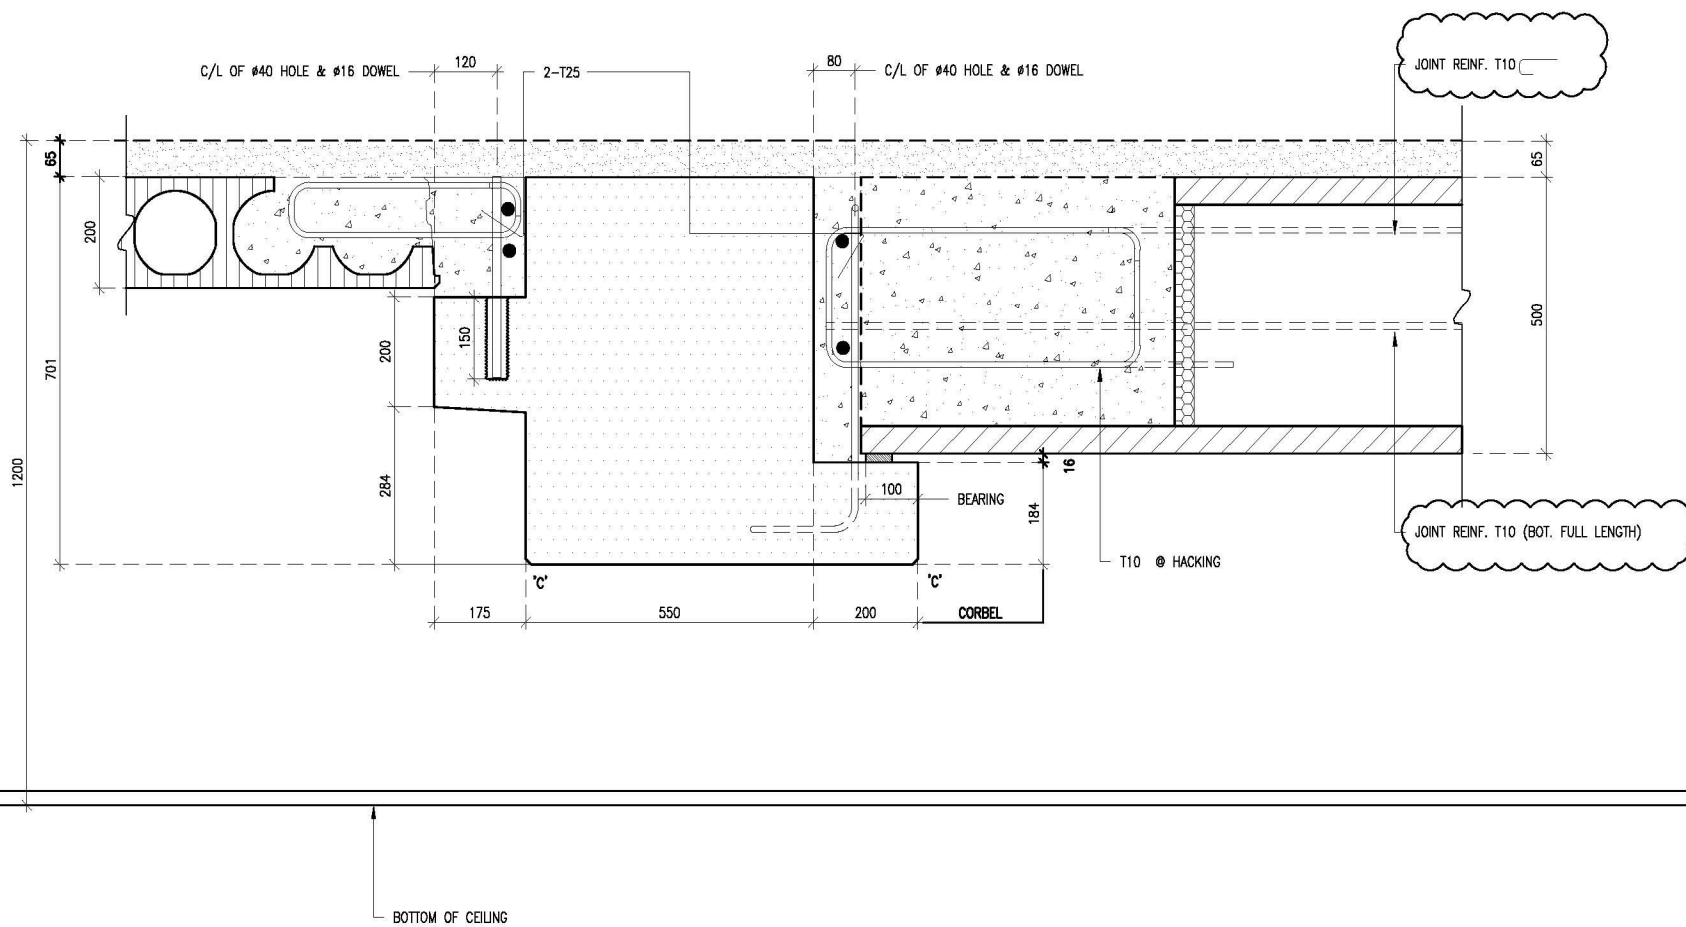 JOINT REINF. T10
C/L OF ø40 HOLE & ø16 DOWEL
120
2-T25
80
C/L OF ø40 HOLE & ø16 DOWEL
65
65
200
500
701
200
150
1200
284
16
100
BEARING
184
JOINT REINF. T10 (BOT. FULL LENGTH)
T10 @ HACKING
"C"
"C"
175
550
200
CORBEL
BOTTOM OF CEILING